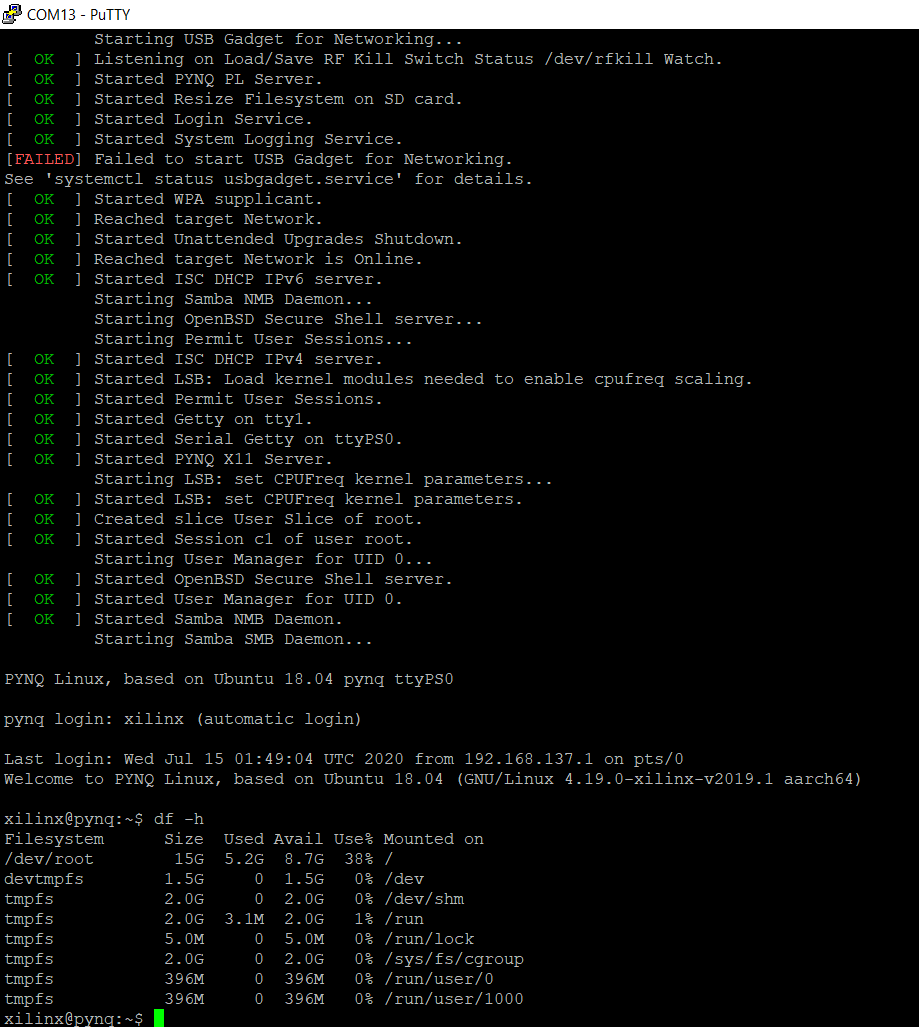 COM13 - PuTTY
Starting USB Gadget for Networking...
[  OK  ] Listening on Load/Save RF Kill Switch Status /dev/rfkill Watch.
[  OK  ] Started PYNQ PL Server.
[  OK  ] Started Resize Filesystem on SD card.
[  OK  ] Started Login Service.
[  OK  ] Started System Logging Service.
[FAILED] Failed to start USB Gadget for Networking.
See 'systemctl status usbgadget.service' for details.
[  OK  ] Started WPA supplicant.
[  OK  ] Reached target Network.
[  OK  ] Started Unattended Upgrades Shutdown.
[  OK  ] Reached target Network is Online.
[  OK  ] Started ISC DHCP IPv6 server.
Starting Samba NMB Daemon...
Starting OpenBSD Secure Shell server...
Starting Permit User Sessions...
[  OK  ] Started ISC DHCP IPv4 server.
[  OK  ] Started LSB: Load kernel modules needed to enable cpufreq scaling.
[  OK  ] Started Permit User Sessions.
[  OK  ] Started Getty on tty1.
[  OK  ] Started Serial Getty on ttyPS0.
[  OK  ] Started PYNQ X11 Server.
Starting LSB: set CPUFreq kernel parameters...
[  OK  ] Started LSB: set CPUFreq kernel parameters.
[  OK  ] Created slice User Slice of root.
[  OK  ] Started Session c1 of user root.
Starting User Manager for UID 0...
[  OK  ] Started OpenBSD Secure Shell server.
[  OK  ] Started User Manager for UID 0.
[  OK  ] Started Samba NMB Daemon.
Starting Samba SMB Daemon...
PYNQ Linux, based on Ubuntu 18.04 pynq ttyPS0
pynq login: xilinx (automatic login)
Last login: Wed Jul 15 01:49:04 UTC 2020 from 192.168.137.1 on pts/0
Welcome to PYNQ Linux, based on Ubuntu 18.04 (GNU/Linux 4.19.0-xilinx-v2019.1 aarch64)
xilinx@pynq:~$ df -h
Filesystem      Size  Used Avail Use% Mounted on
/dev/root        15G  5.2G  8.7G  38% /
devtmpfs        1.5G     0  1.5G   0% /dev
tmpfs           2.0G     0  2.0G   0% /dev/shm
tmpfs           2.0G  3.1M  2.0G   1% /run
tmpfs           5.0M     0  5.0M   0% /run/lock
tmpfs           2.0G     0  2.0G   0% /sys/fs/cgroup
tmpfs           396M     0  396M   0% /run/user/0
tmpfs           396M     0  396M   0% /run/user/1000
xilinx@pynq:~$